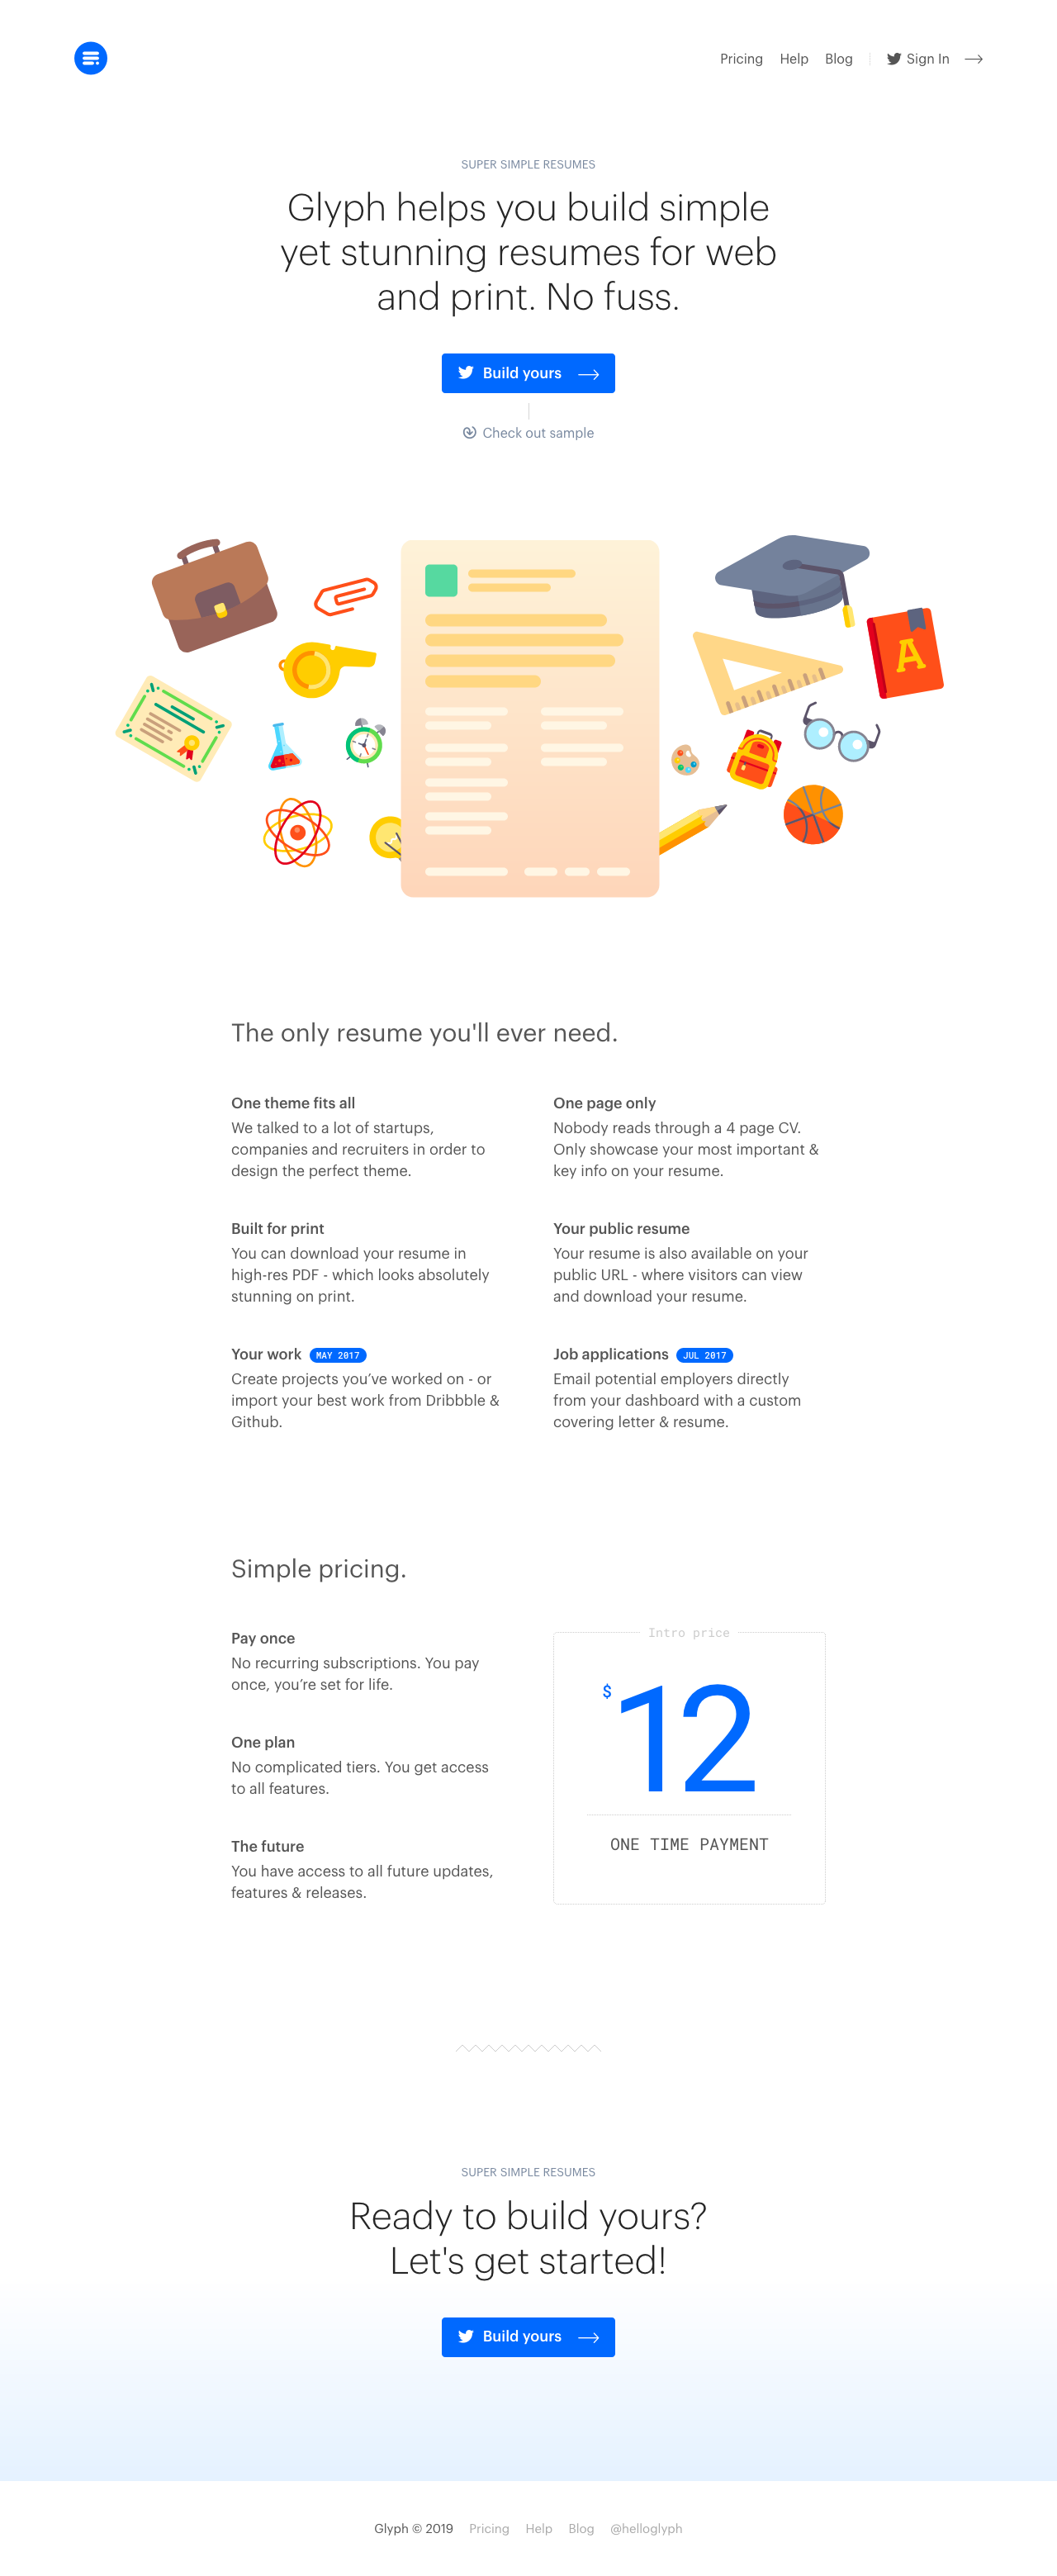 Pricing Help Blog Sign In
SUPER SIMPLE RESUMES
Glyph helps you build simple
yet stunning resumes for web
and print. No fuss.
Build yours
Check out sample
A
The only resume you'll ever need.
One theme fits all
We talked to a lot of startups,
companies and recruiters in order to
design the perfect theme.
One page only
Nobody reads through a 4 page CV.
Only showcase your most important &
key info on your resume.
Built for print
You can download your resume in
high-res PDF - which looks absolutely
stunning on print.
Your public resume
Your resume is also available on your
public URL - where visitors can view
and download your resume.
Your work MAY 2017
Create projects you’ve worked on - or
import your best work from Dribbble &
Github.
Job applications JUL 2017
Email potential employers directly
from your dashboard with a custom
covering letter & resume.
Simple pricing.
Pay once
No recurring subscriptions. You pay
once, you’re set for life.
One plan
No complicated tiers. You get access
to all features.
The future
You have access to all future updates,
features & releases.
Intro price
$12
ONE TIME PAYMENT
SUPER SIMPLE RESUMES
Ready to build yours?
Let's get started!
Build yours
Glyph © 2019 Pricing Help Blog @helloglyph